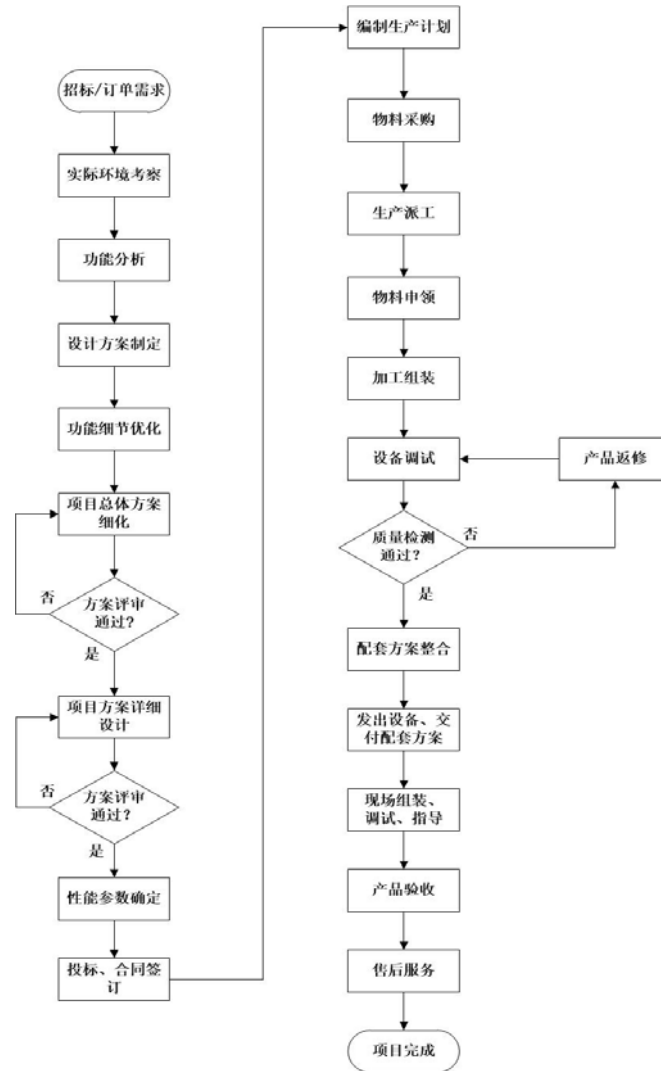 招标/订单需求
实际环境考察
功能分析
设计方案制定
功能细节优化
项目总体方案
细化
方案评审
通过?
否
是
项目方案详细
设计
方案评审
通过?
否
是
性能参数确定
投标、合同签
订
编制生产计划
物料采购
生产派工
物料申领
加工组装
设备调试
产品返修
质量检测
通过?
否
是
配套方案整合
发出设备、交
付配套方案
现场组装、
调试、指导
产品验收
售后服务
项目完成